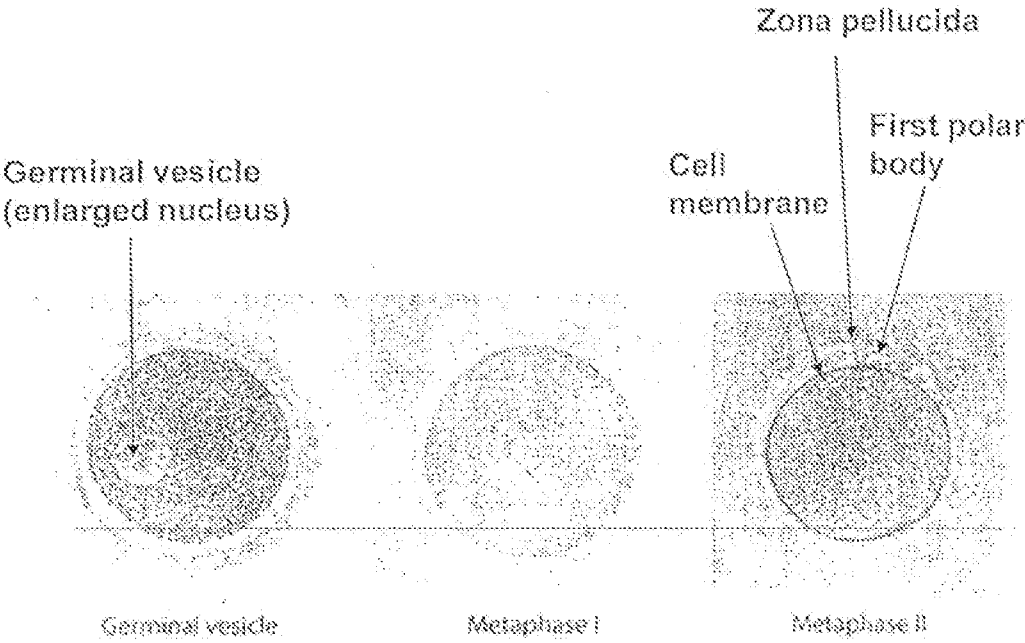 Zona pellucida
First polar
body
Cell
membrane
Germinal vesicle
(enlarged nucleus)
Germinal vesicle
Metaphase I
Metaphase II